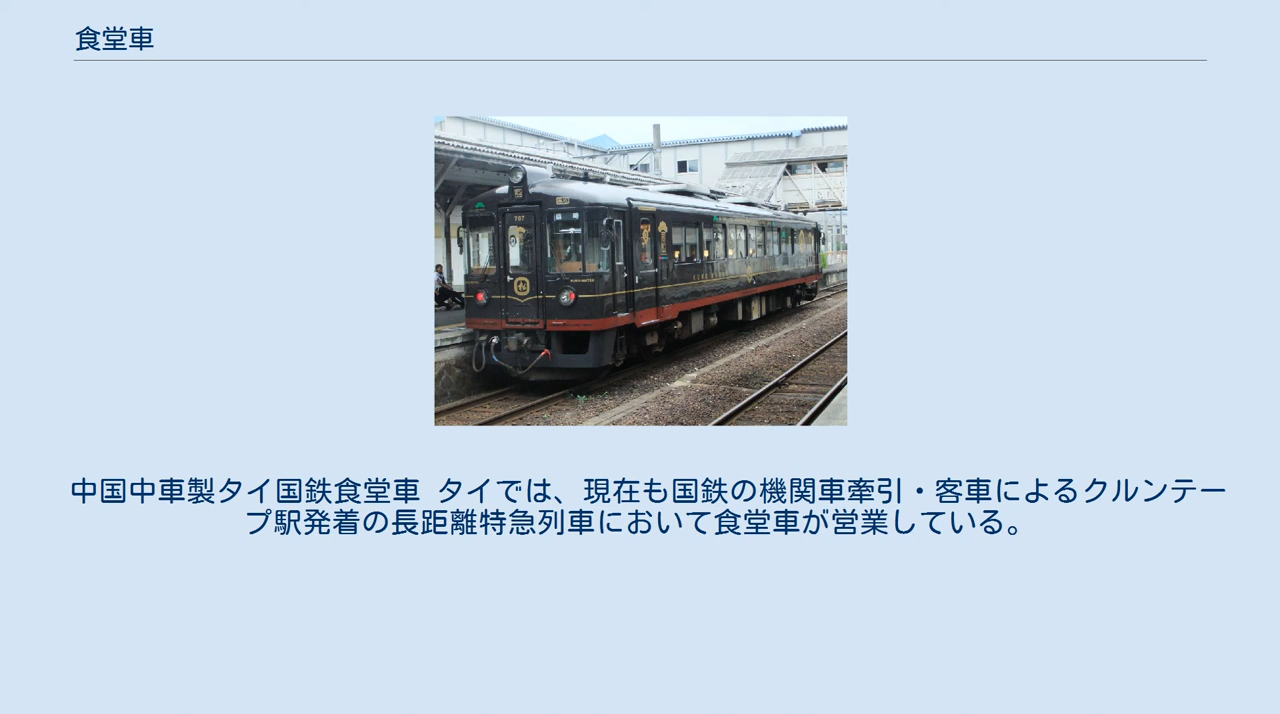 食堂車
707
松
中国中車製タイ国鉄食堂車 タイでは、現在も国鉄の機関車牽引・客車によるクルンテー
プ駅発着の長距離特急列車において食堂車が営業している。